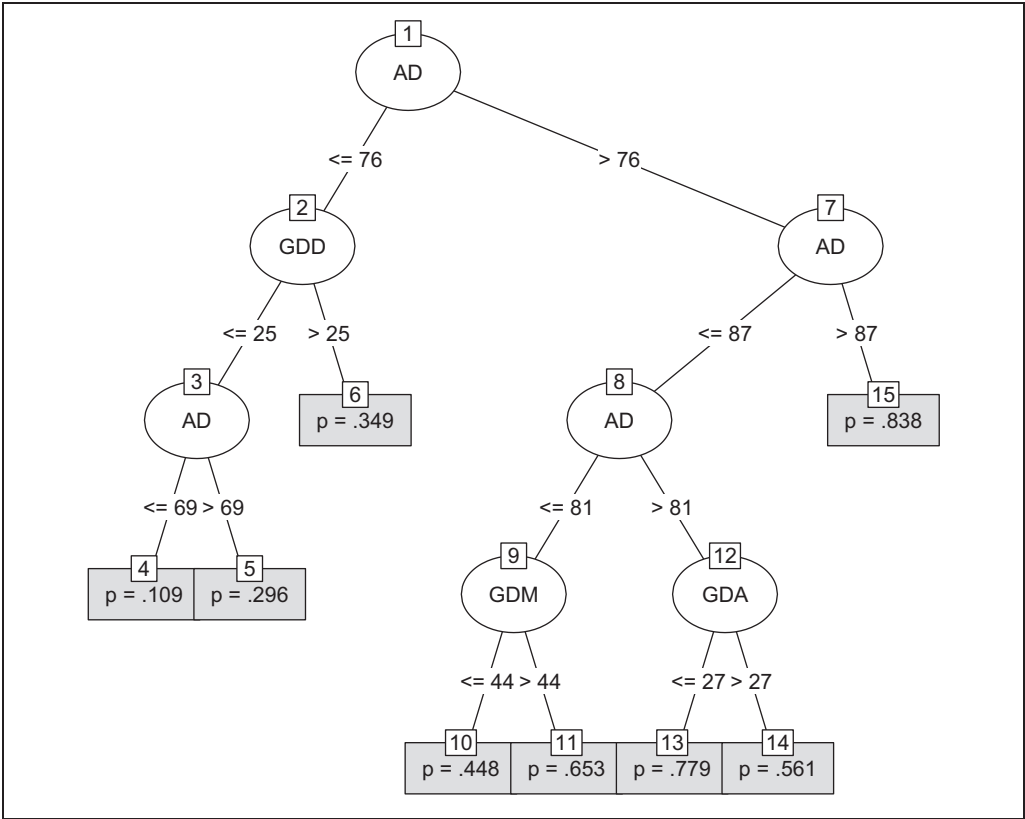 1
AD
<= 76
> 76
2
GDD
7
AD
<= 25
> 25
<= 87
> 87
3
AD
6
p = .349
8
AD
15
p = .838
<= 69
> 69
<= 81
> 81
4
p = .109
5
p = .296
9
GDM
12
GDA
<= 44
> 44
<= 27
> 27
10
p = .448
11
p = .653
13
p = .779
14
p = .561